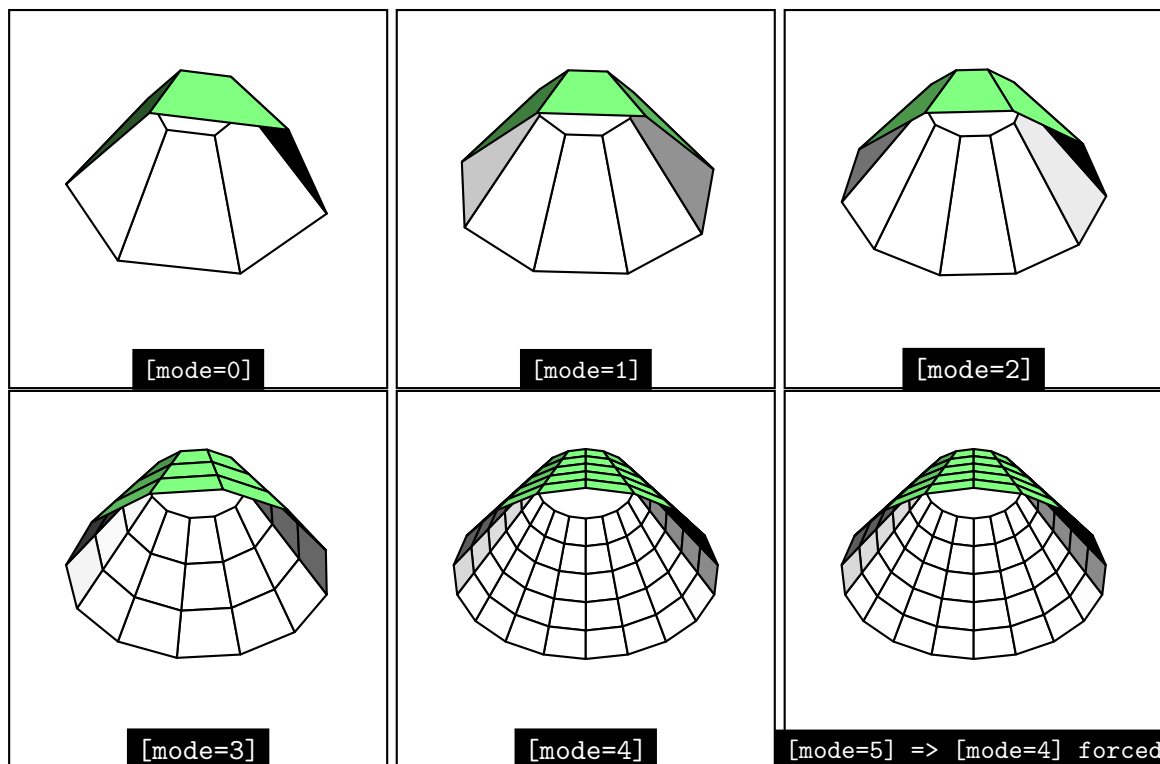 [mode=0]
[mode=1]
[mode=2]
[mode=3]
[mode=4]
[mode=5] => [mode=4] forced